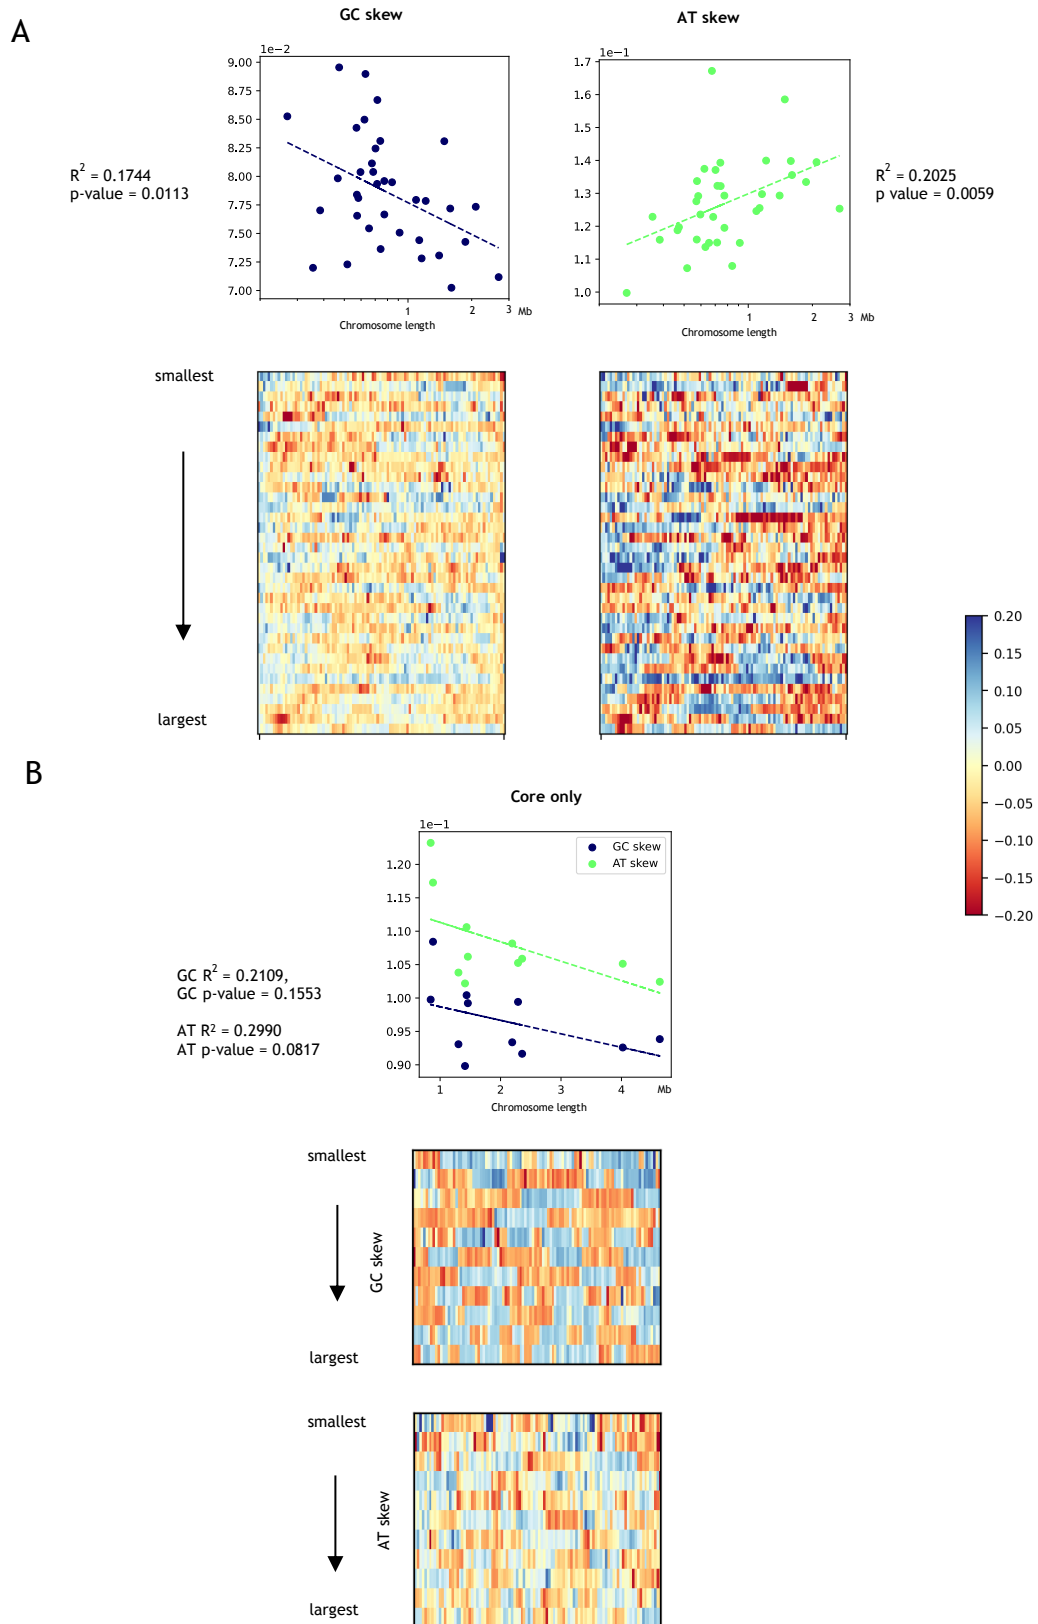 A
GC skew
AT skew
1e−2
9.00
8.75
8.50
8.25
8.00
7.75
7.50
7.25
7.00
1
2
3
Mb
Chromosome length
R² = 0.1744
p-value = 0.0113
1e−1
1.7
1.6
1.5
1.4
1.3
1.2
1.1
1.0
1
2
3
Mb
Chromosome length
R² = 0.2025
p value = 0.0059
smallest
largest
0.20
0.15
0.10
0.05
0.00
−0.05
−0.10
−0.15
−0.20
B
Core only
1e−1
1.20
1.15
1.10
1.05
1.00
0.95
0.90
GC skew
AT skew
1
2
3
4
Mb
Chromosome length
GC R² = 0.2109,
GC p-value = 0.1553
AT R² = 0.2990
AT p-value = 0.0817
smallest
GC skew
largest
smallest
AT skew
largest